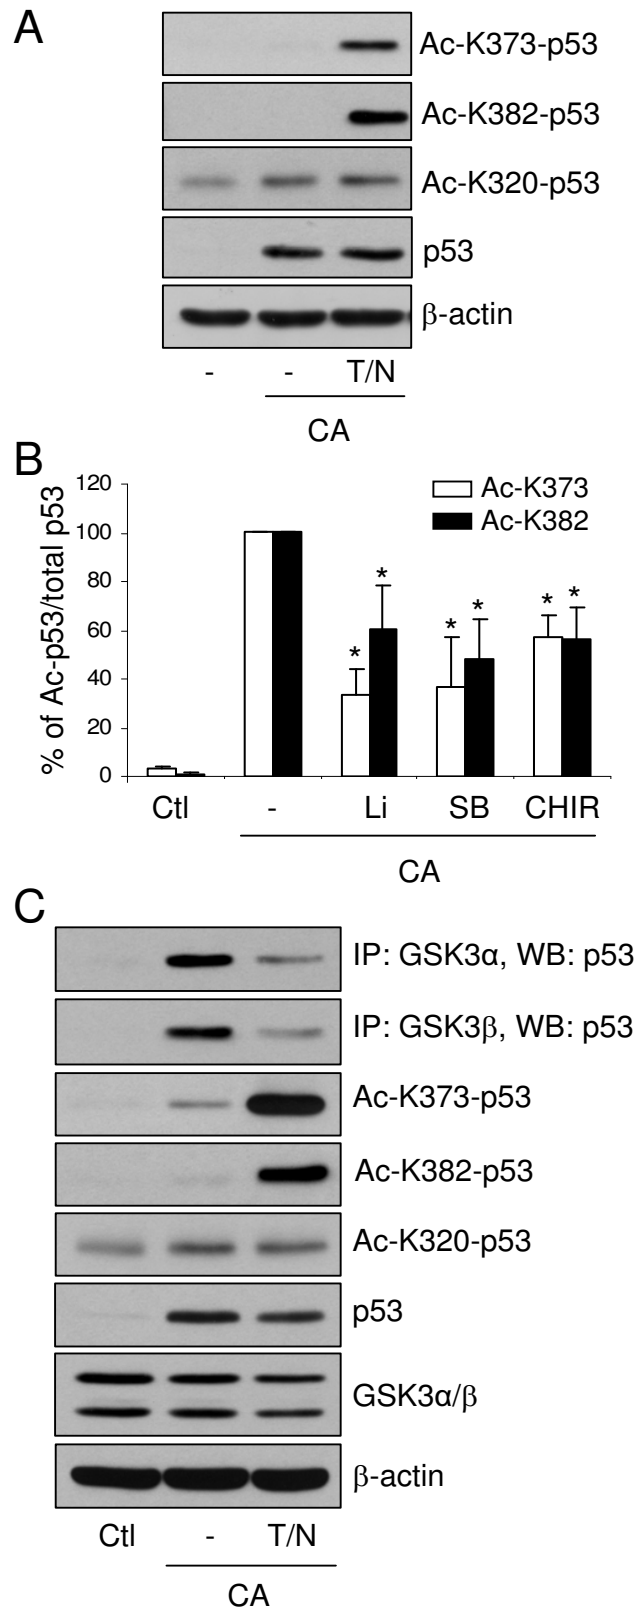 A
Ac-K373-p53
Ac-K382-p53
Ac-K320-p53
p53
β-actin
- - T/N
CA
B
% of Ac-p53/total p53
120
100
80
60
40
20
0
Ac-K373
Ac-K382
* * * * * *
Ctl - Li SB CHIR
CA
C
IP: GSK3α, WB: p53
IP: GSK3β, WB: p53
Ac-K373-p53
Ac-K382-p53
Ac-K320-p53
p53
GSK3α/β
β-actin
Ctl - T/N
CA